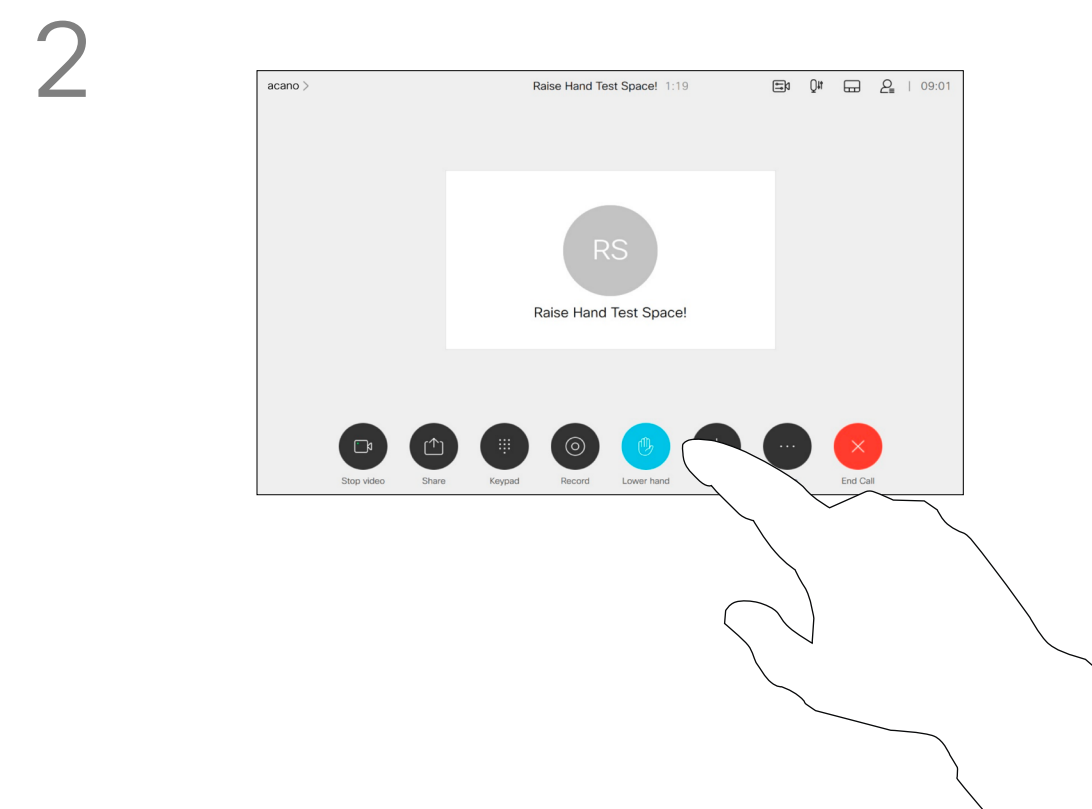 2
acano > Raise Hand Test Space! 1:19 | 09:01
RS
Raise Hand Test Space!
Stop video Share Keypad Record Lower hand End Call